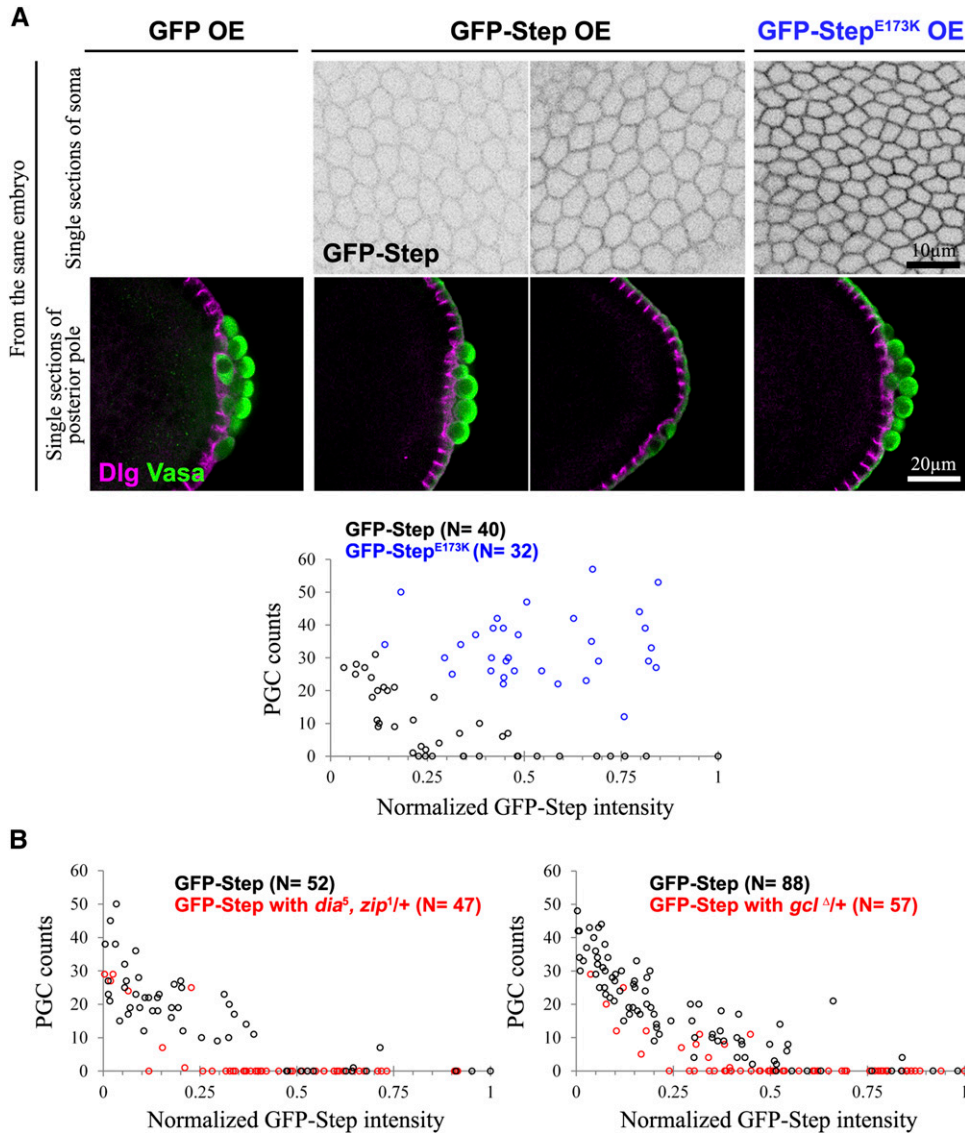 A
GFP OE
GFP-Step OE
GFP-Step^E173K OE
From the same embryo
Single sections of soma
GFP-Step
10µm
Single sections of
posterior pole
Dlg Vasa
20µm
GFP-Step (N= 40)
GFP-Step^E173K (N= 32)
PGC counts
60
50
40
30
20
10
0
0
0.25
0.5
0.75
1
Normalized GFP-Step intensity
B
GFP-Step (N= 52)
GFP-Step with dia⁵, zip¹/+ (N= 47)
PGC counts
60
50
40
30
20
10
0
0
0.25
0.5
0.75
1
Normalized GFP-Step intensity
GFP-Step (N= 88)
GFP-Step with gcl^Δ/+ (N= 57)
PGC counts
60
50
40
30
20
10
0
0
0.25
0.5
0.75
1
Normalized GFP-Step intensity